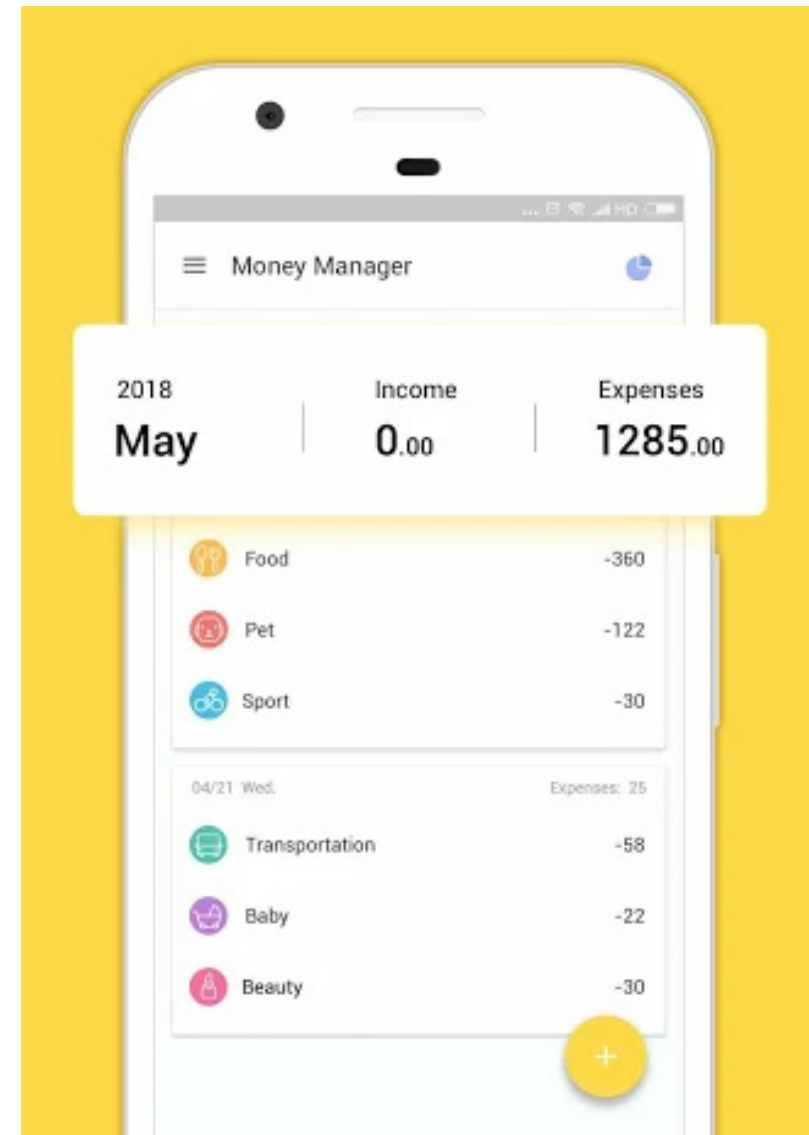 ... HD
Money Manager
2018 Income Expenses
May 0.00 1285.00
Food -360
Pet -122
Sport -30
04/21 Wed. Expenses: 25
Transportation -58
Baby -22
Beauty -30
+